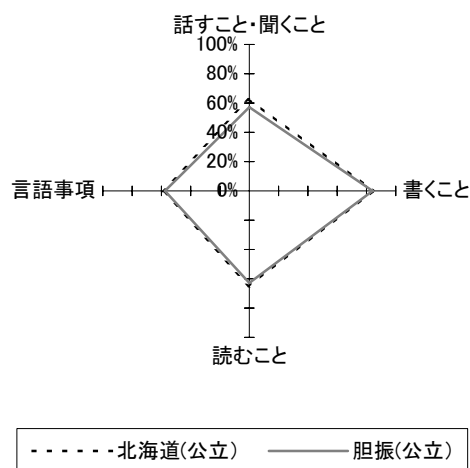 話すこと・聞くこと
100%
80%
60%
40%
20%
0%
言語事項
書くこと
読むこと
北海道(公立)
胆振(公立)